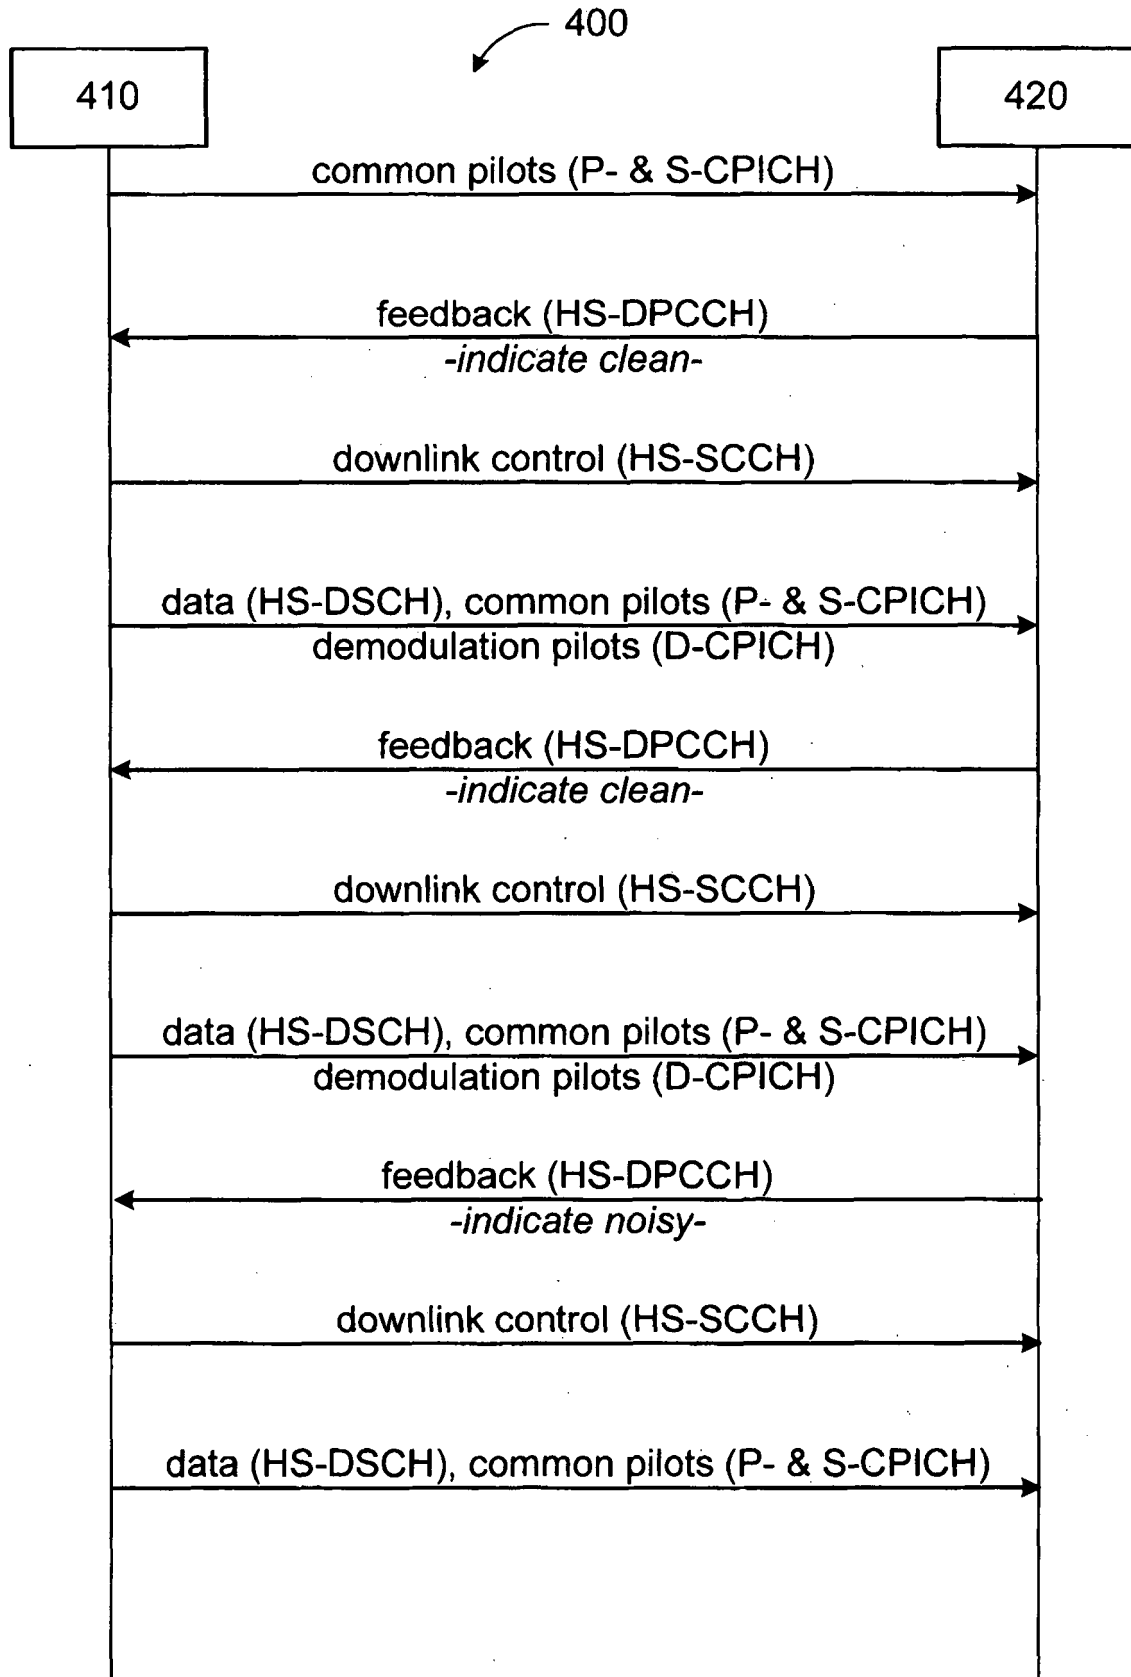 400
410
420
common pilots (P- & S-CPICH)
feedback (HS-DPCCH)
-indicate clean-
downlink control (HS-SCCH)
data (HS-DSCH), common pilots (P- & S-CPICH)
demodulation pilots (D-CPICH)
feedback (HS-DPCCH)
-indicate clean-
downlink control (HS-SCCH)
data (HS-DSCH), common pilots (P- & S-CPICH)
demodulation pilots (D-CPICH)
feedback (HS-DPCCH)
-indicate noisy-
downlink control (HS-SCCH)
data (HS-DSCH), common pilots (P- & S-CPICH)